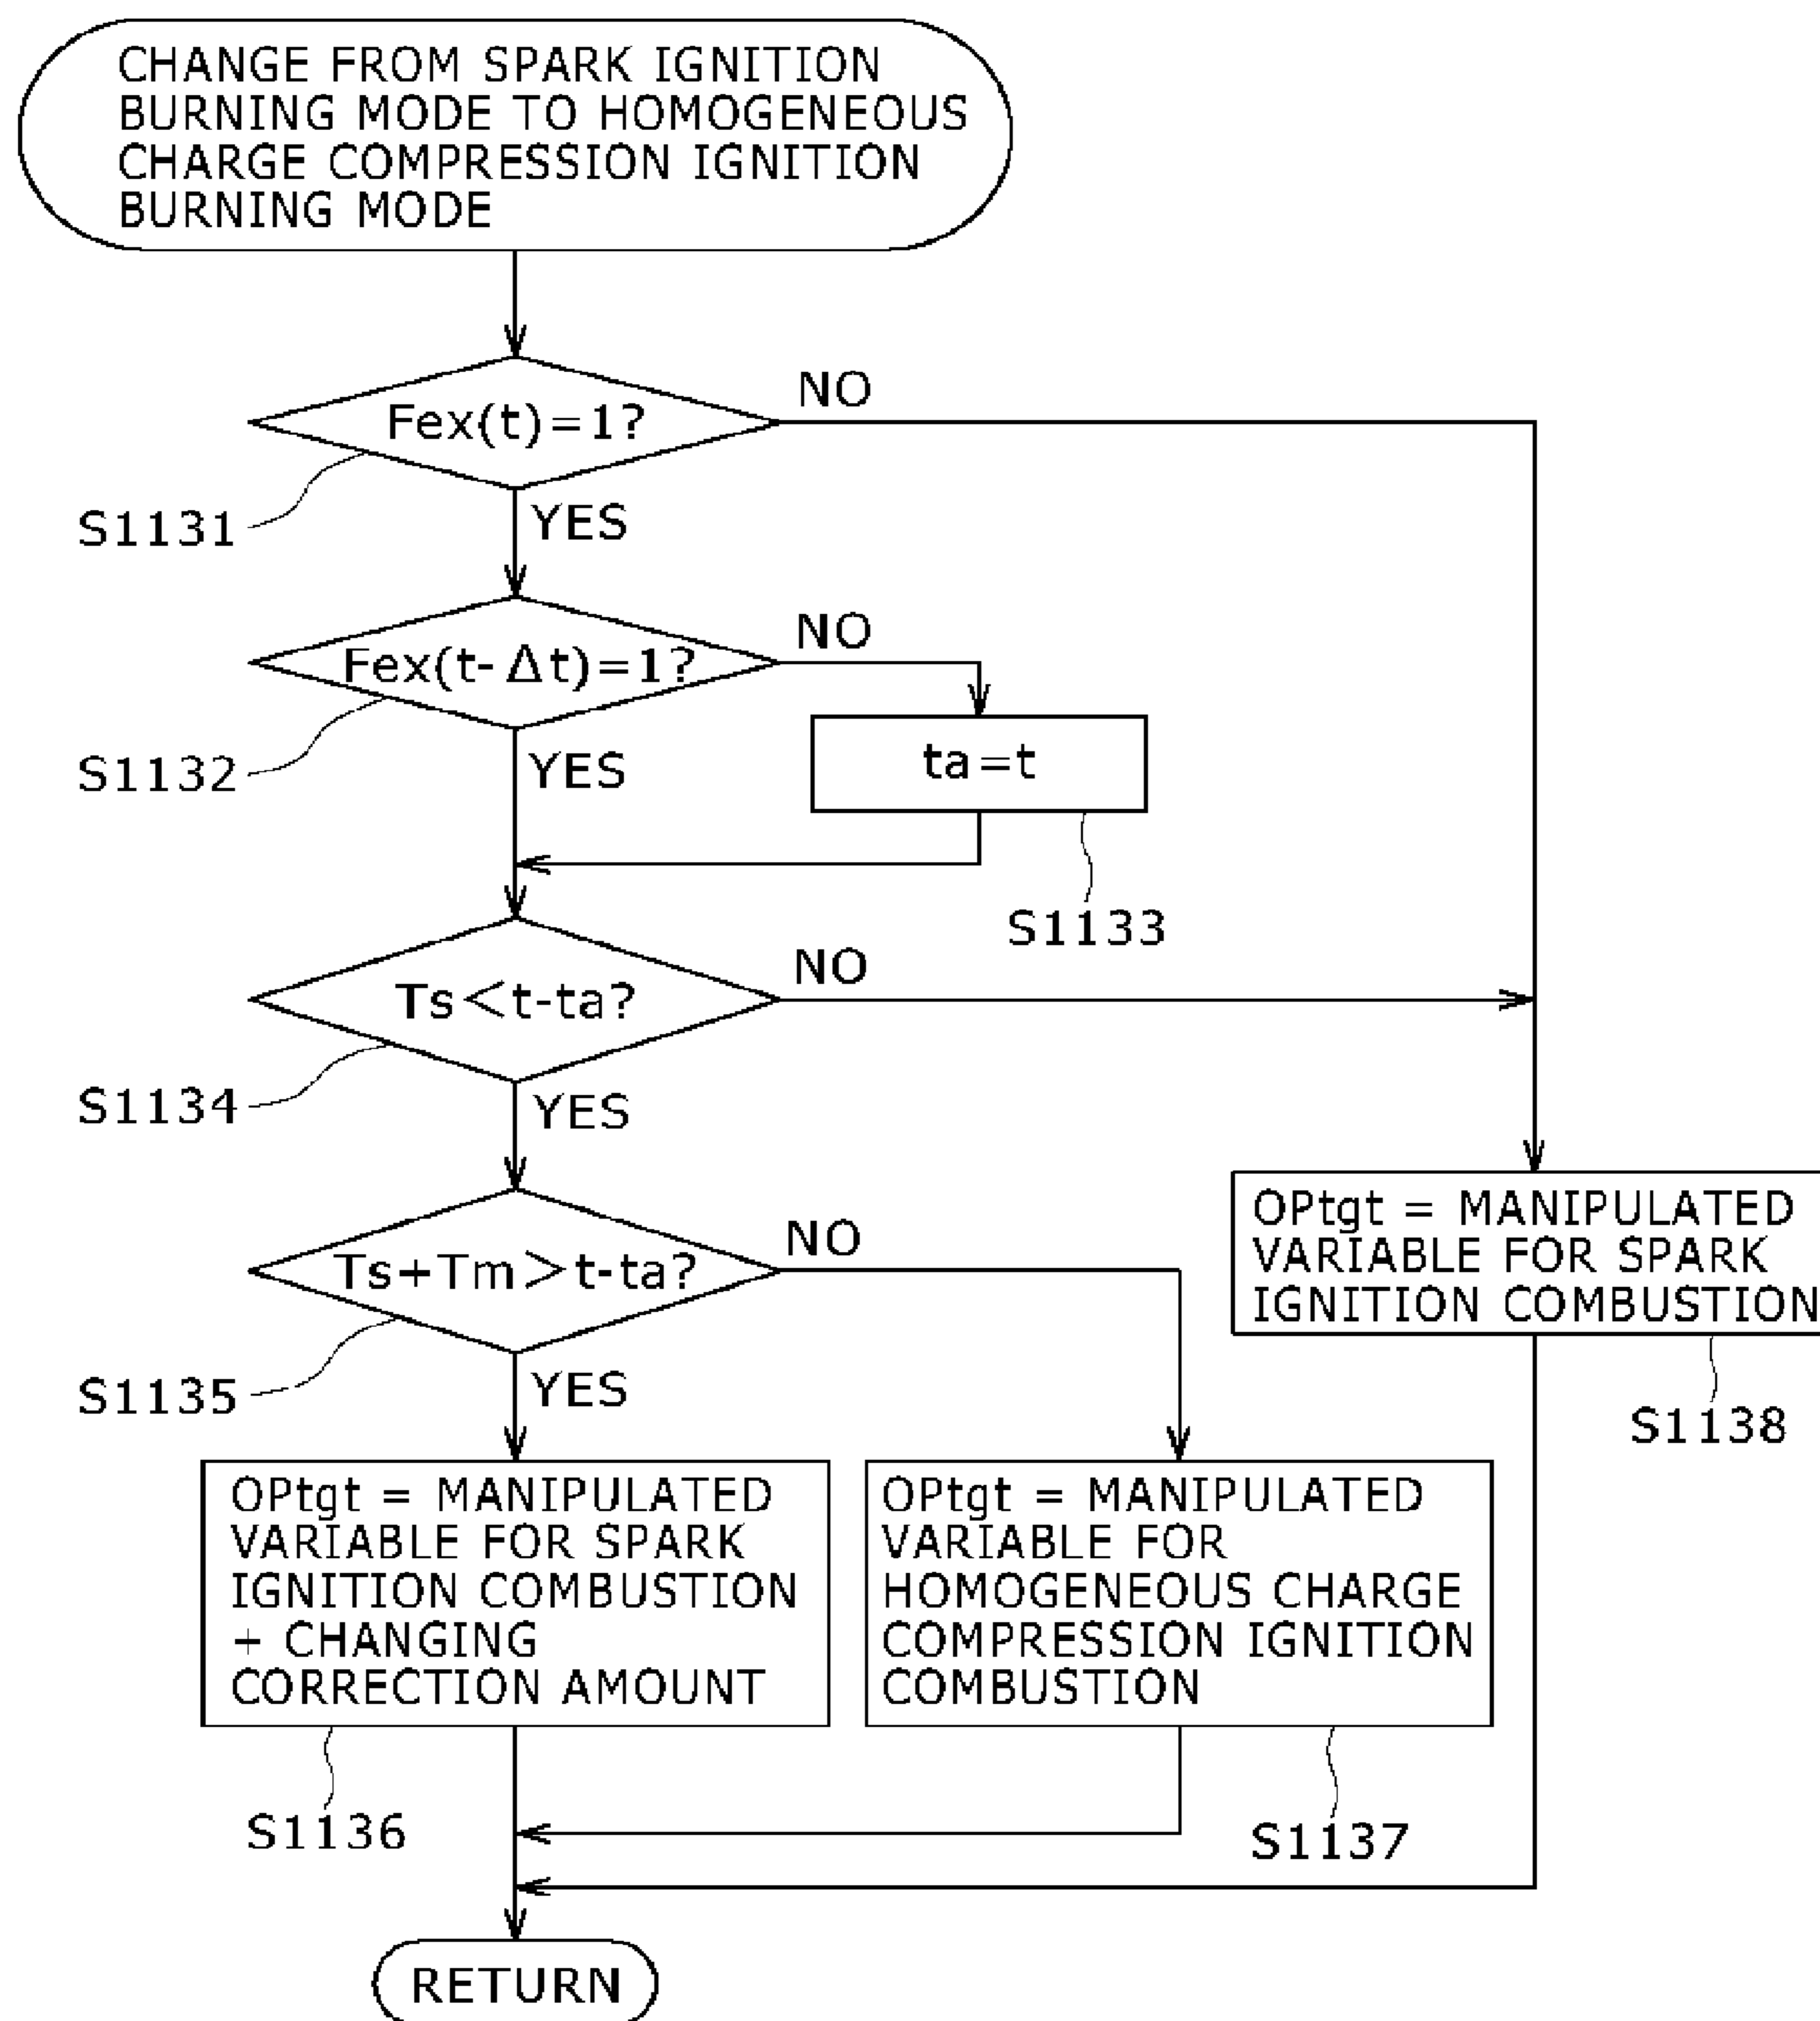 CHANGE FROM SPARK IGNITION
BURNING MODE TO HOMOGENEOUS
CHARGE COMPRESSION IGNITION
BURNING MODE
Fex(t)=1?
NO
S1131
YES
Fex(t-Δt)=1?
NO
S1132
YES
ta=t
S1133
Ts<t-ta?
NO
S1134
YES
Ts+Tm>t-ta?
NO
S1135
YES
OPtgt = MANIPULATED
VARIABLE FOR SPARK
IGNITION COMBUSTION
S1138
OPtgt = MANIPULATED
VARIABLE FOR SPARK
IGNITION COMBUSTION
+ CHANGING
CORRECTION AMOUNT
S1136
OPtgt = MANIPULATED
VARIABLE FOR
HOMOGENEOUS CHARGE
COMPRESSION IGNITION
COMBUSTION
S1137
RETURN